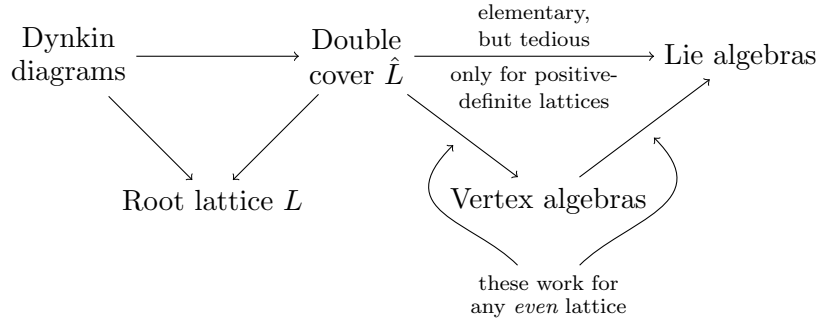 Dynkin
diagrams
Double
cover L̂
elementary,
but tedious
only for positive-
definite lattices
Lie algebras
Root lattice L
Vertex algebras
these work for
any even lattice